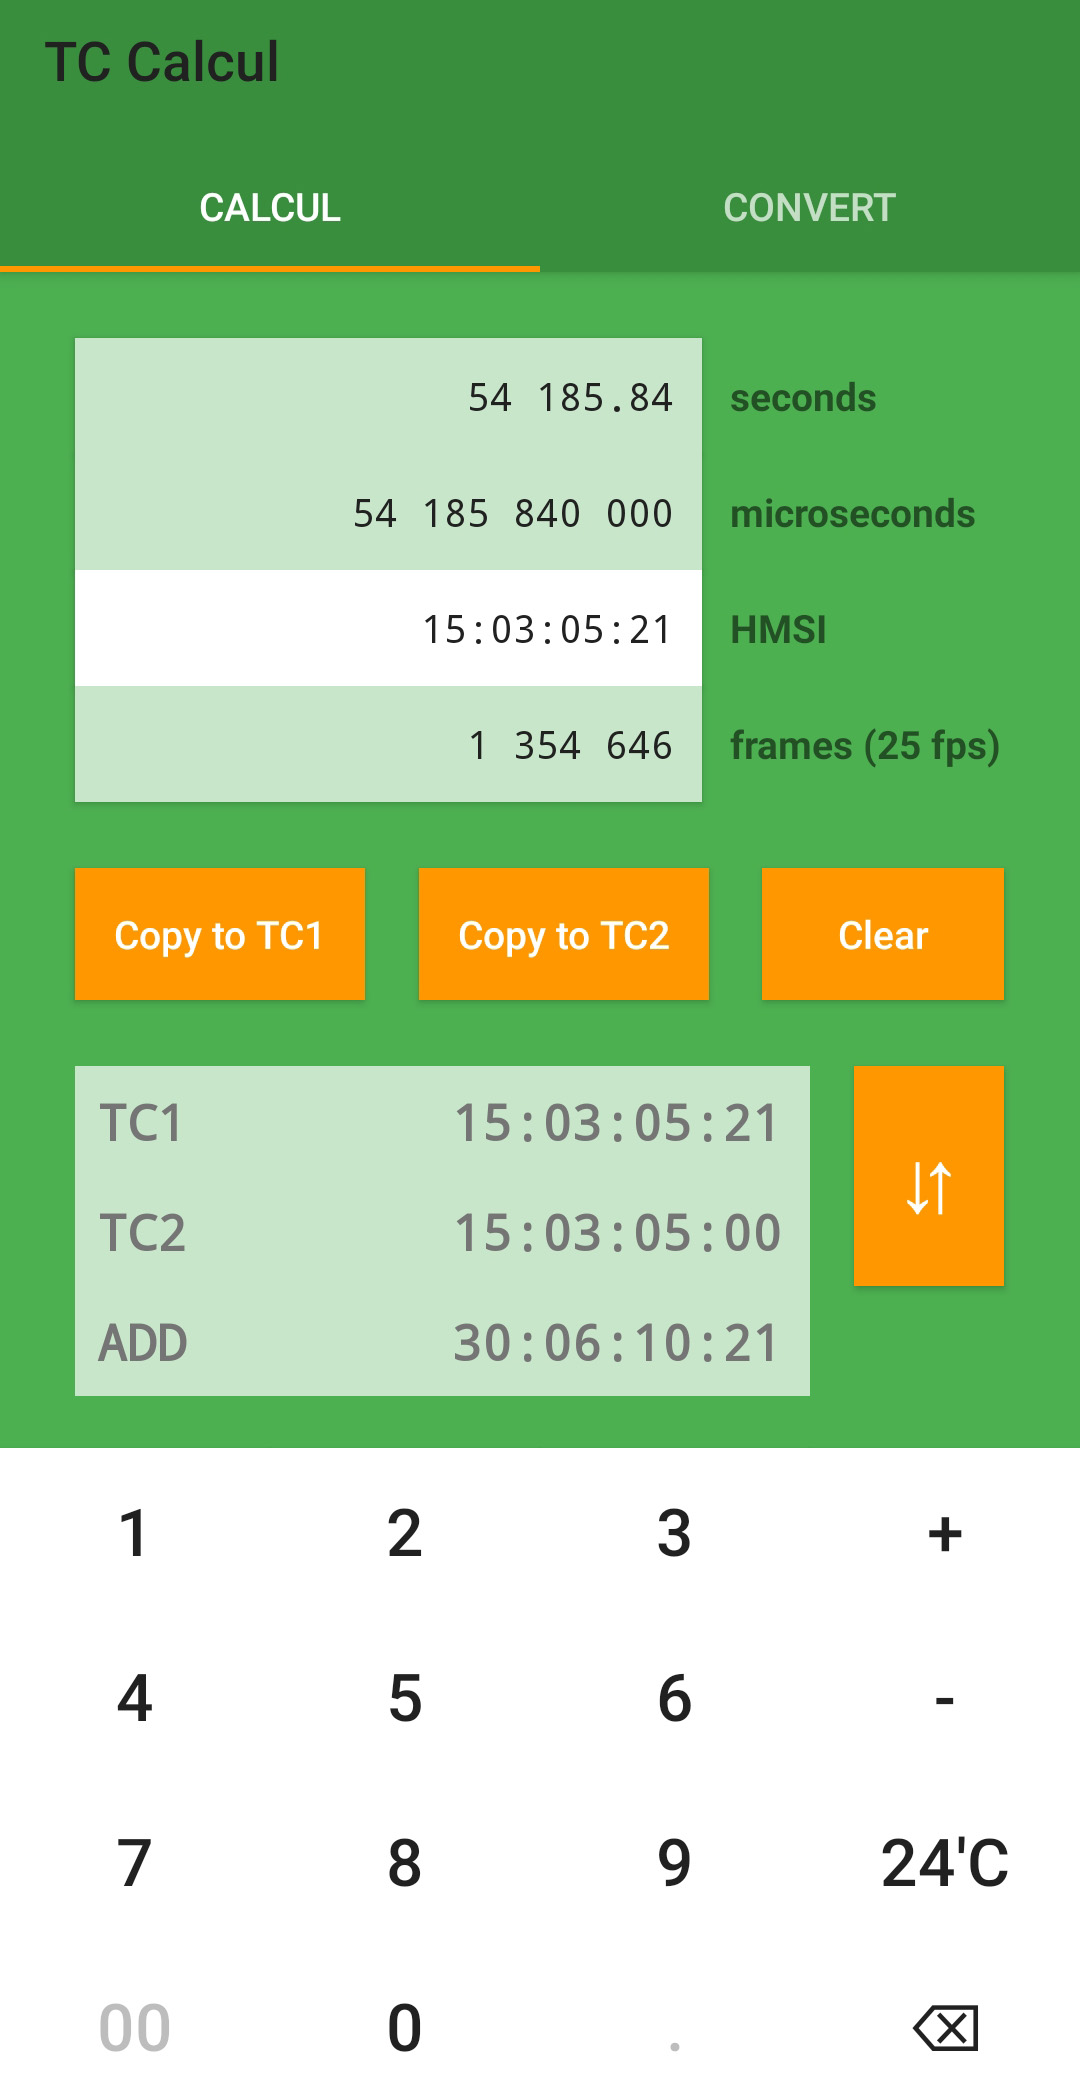 TC Calcul
CALCUL CONVERT
54 185.84 seconds
54 185 840 000 microseconds
15:03:05:21 HMSI
1 354 646 frames (25 fps)
Copy to TC1 Copy to TC2 Clear
TC1 15:03:05:21
TC2 15:03:05:00
ADD 30:06:10:21
1 2 3 +
4 5 6 -
7 8 9 24'C
00 0 .